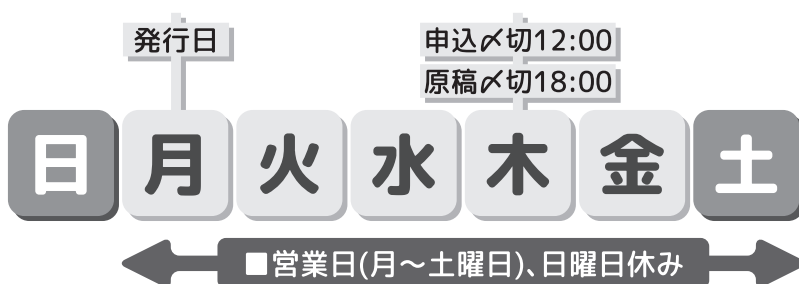 発行日
申込〆切12:00
原稿〆切18:00
日 月 火 水 木 金 土
■営業日(月～土曜日)、日曜日休み